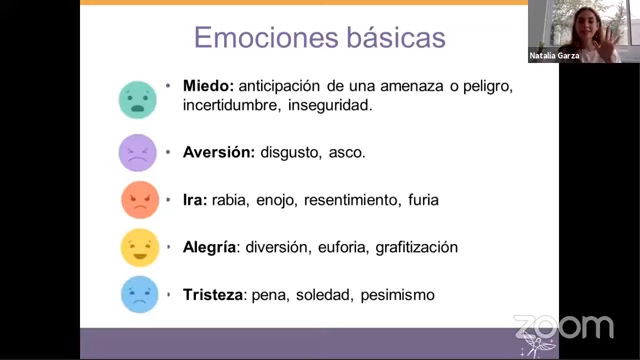 Emociones básicas
Natalia Garza
• Miedo: anticipación de una amenaza o peligro,
incertidumbre, inseguridad.
• Aversión: disgusto, asco.
• Ira: rabia, enojo, resentimiento, furia
• Alegría: diversión, euforia, grafitización
• Tristeza: pena, soledad, pesimismo
zoom